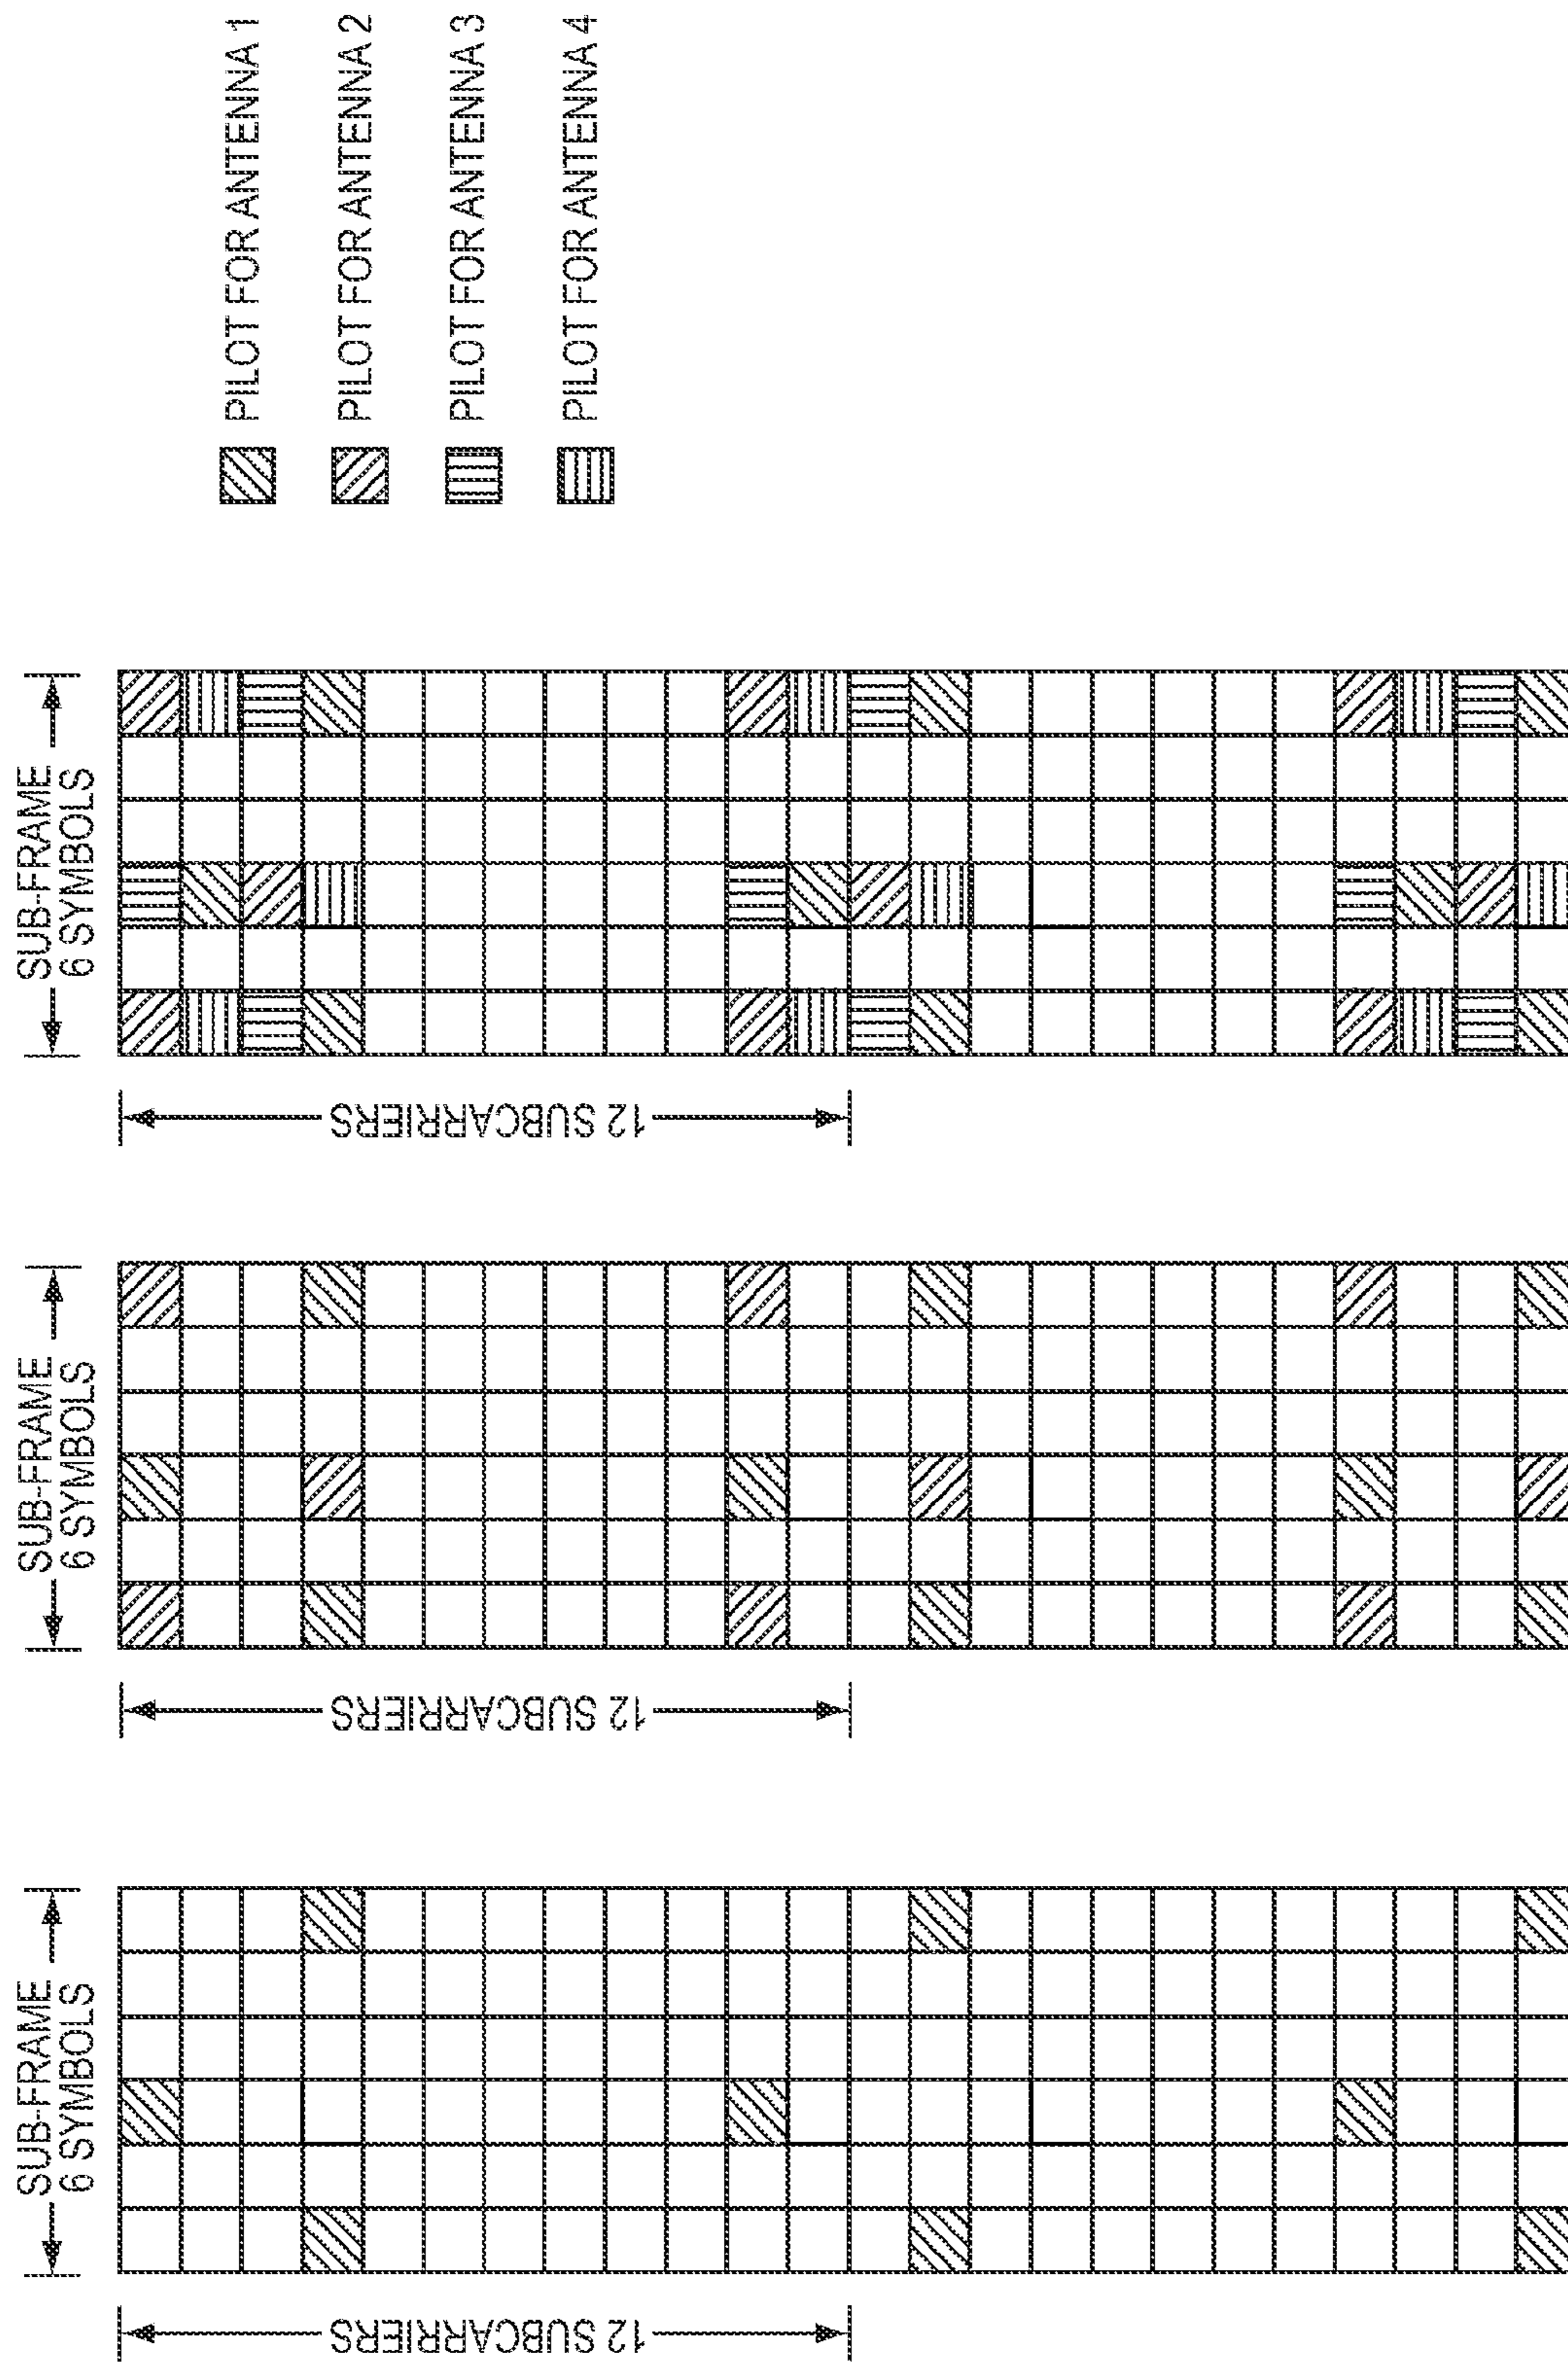 SUB-FRAME
6 SYMBOLS
12 SUBCARRIERS
SUB-FRAME
6 SYMBOLS
12 SUBCARRIERS
SUB-FRAME
6 SYMBOLS
12 SUBCARRIERS
PILOT FOR ANTENNA 1
PILOT FOR ANTENNA 2
PILOT FOR ANTENNA 3
PILOT FOR ANTENNA 4